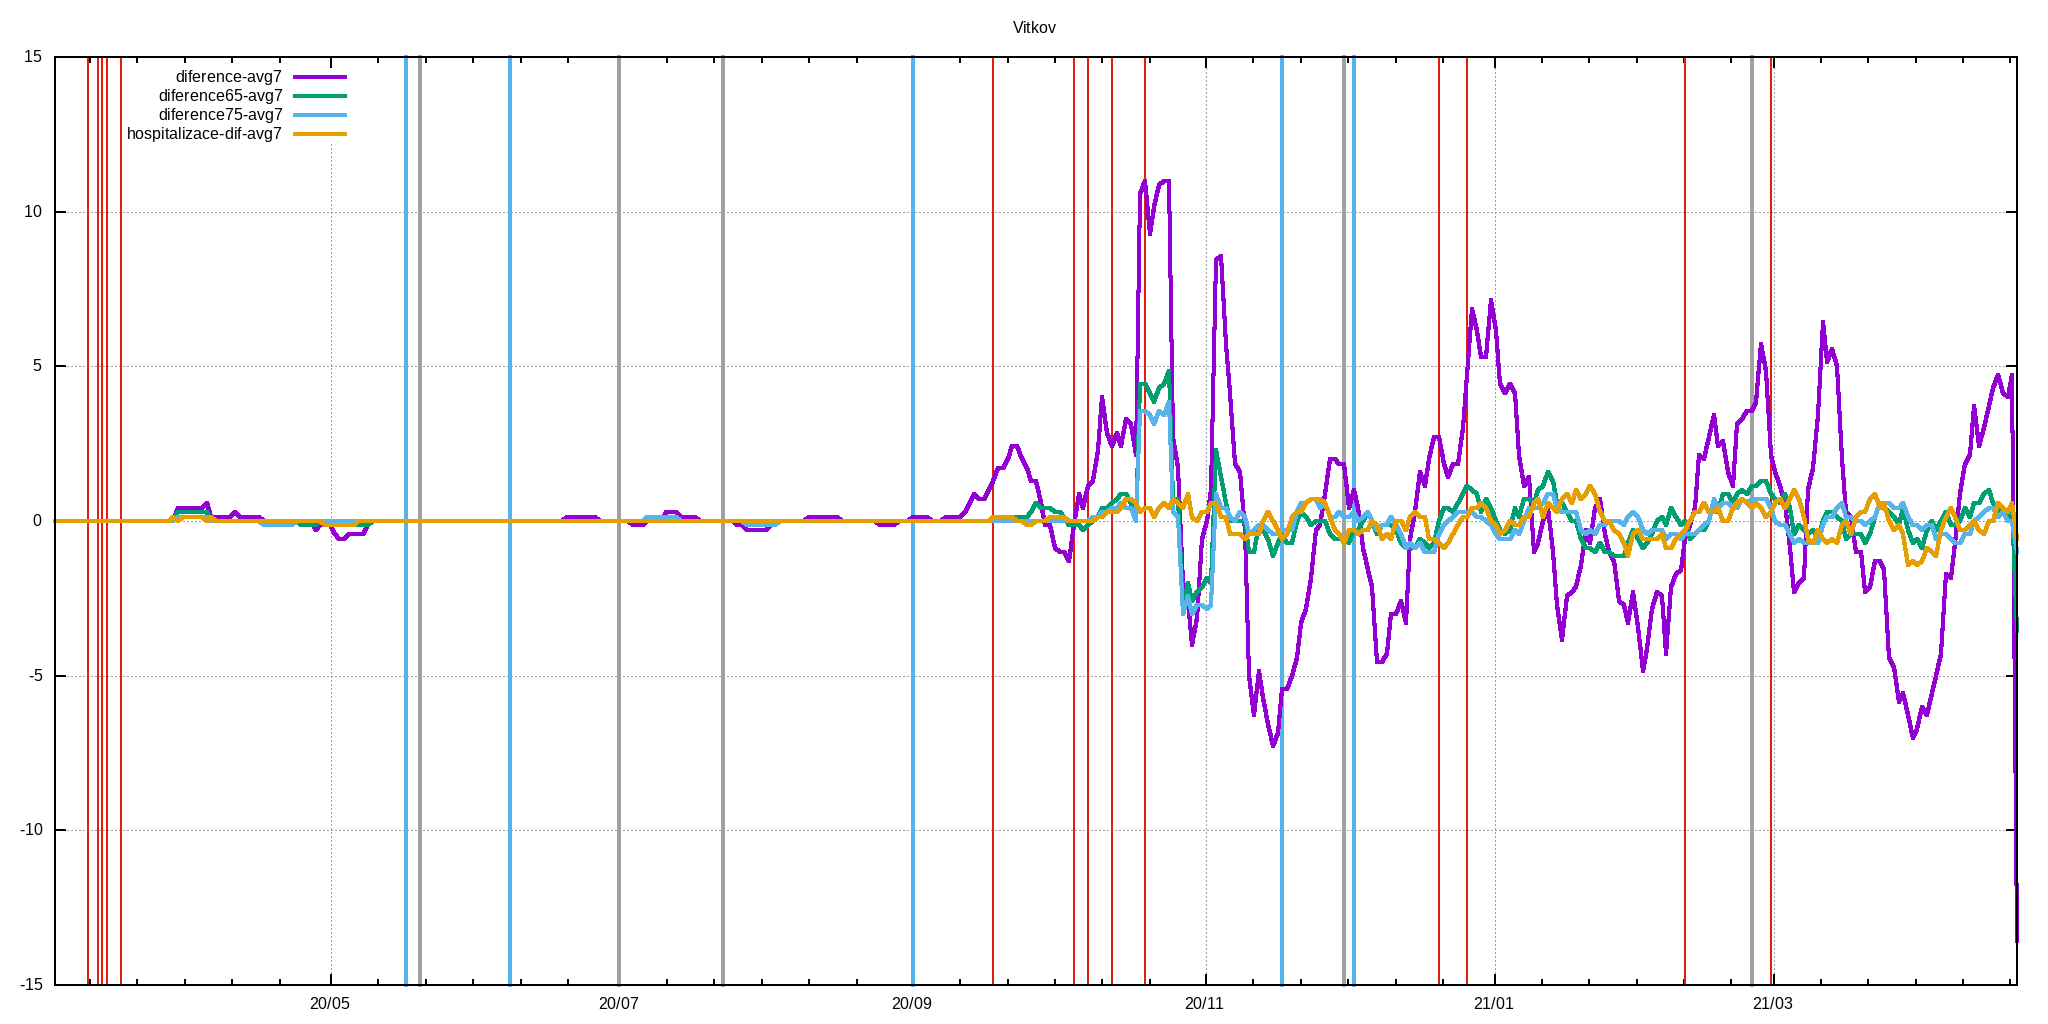 Vitkov
15
diference-avg7
diference65-avg7
diference75-avg7
hospitalizace-dif-avg7
10
5
0
-5
-10
-15
20/05 20/07 20/09 20/11 21/01 21/03